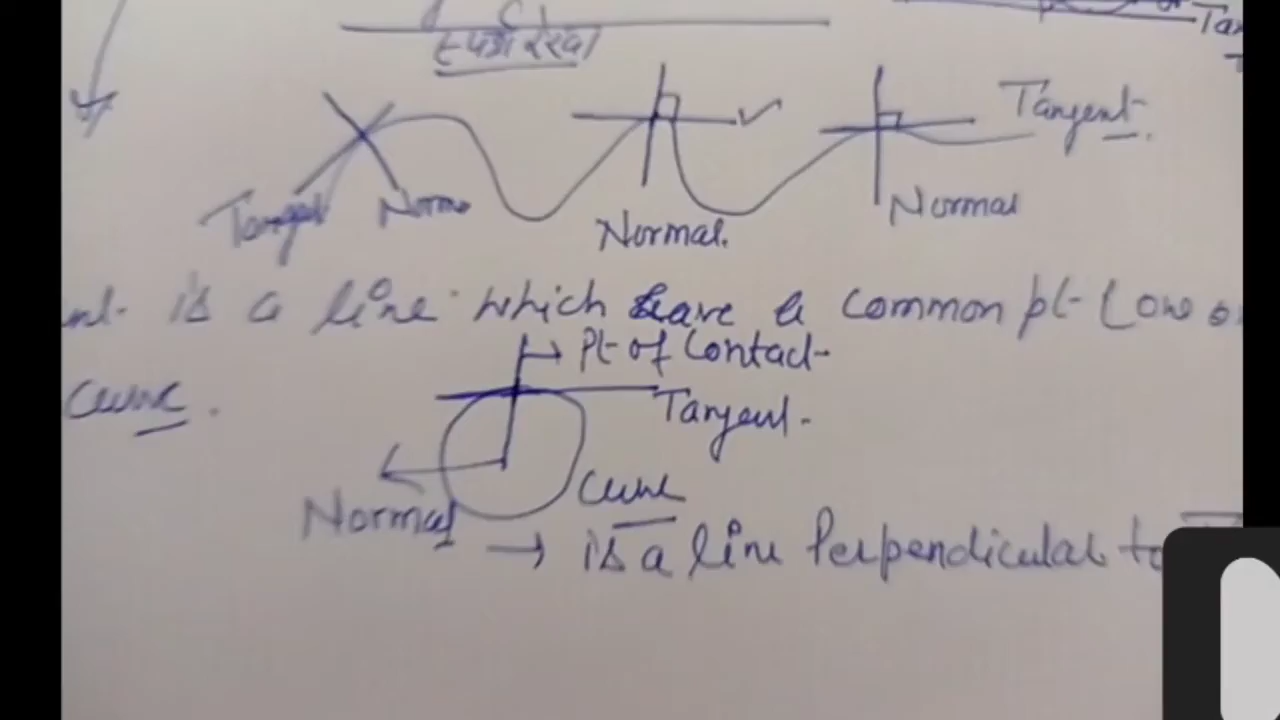 स्पर्श रेखा
Tangent
Tangent Norma
Normal.
Normal
is a line which have a common pt (one o
curve.
Pt of Contact
Tangent.
Curve
Normal
→ is a line Perpendicular to